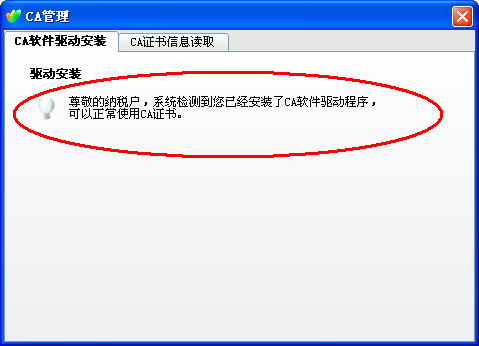 CA管理
CA软件驱动安装
CA证书信息读取
驱动安装
尊敬的纳税户，系统检测到您已经安装了CA软件驱动程序，
可以正常使用CA证书。